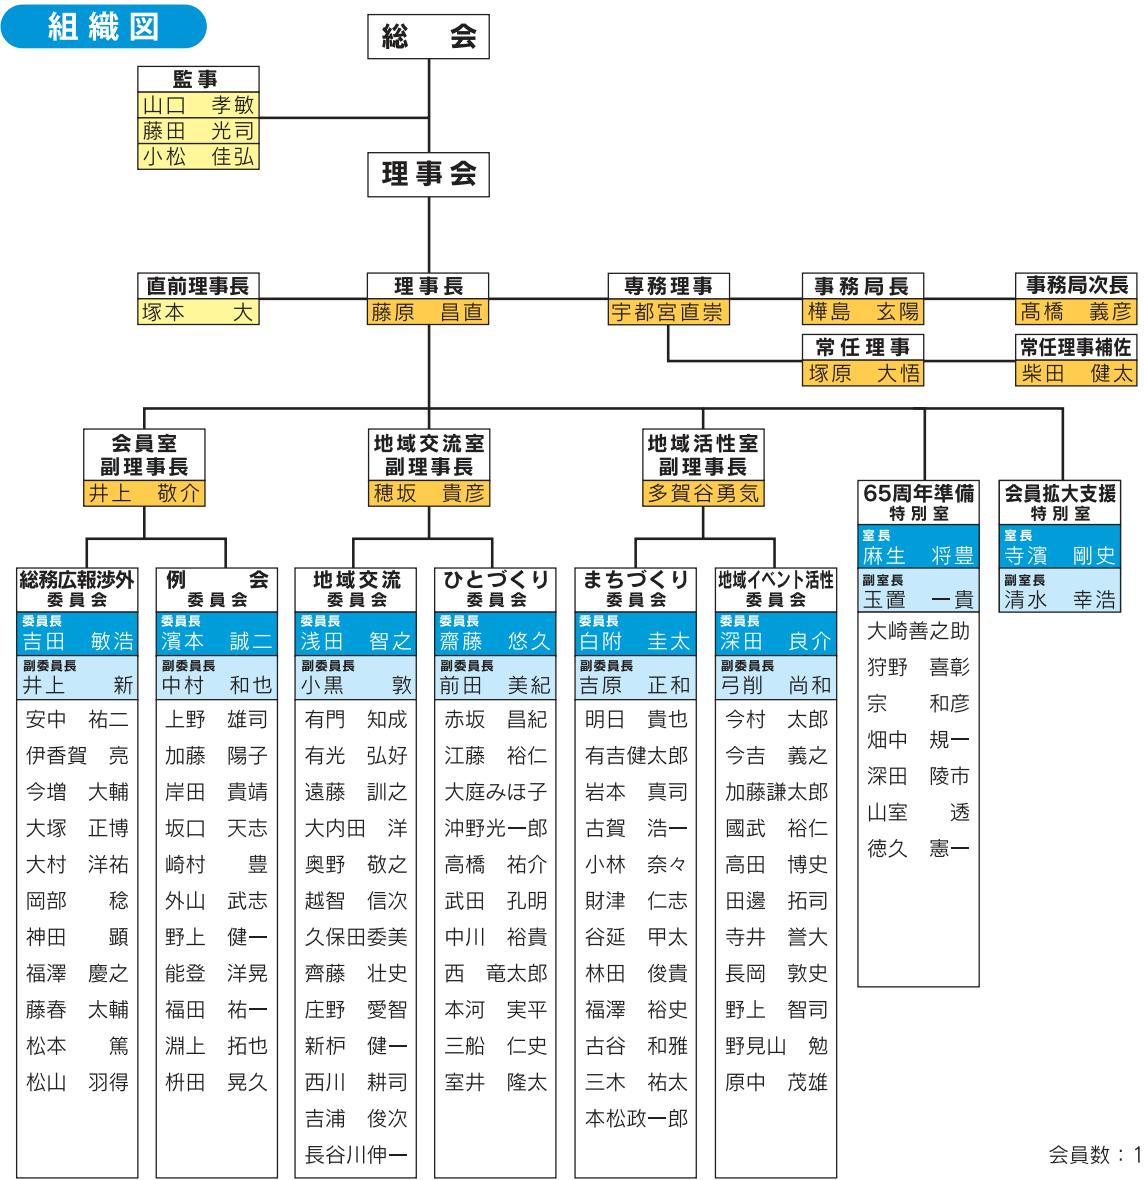 組織図
総　会
監事
山口　孝敏
藤田　光司
小松　佳弘
理事会
直前理事長
塚本　大
理事長
藤原　昌直
専務理事
宇都宮直崇
事務局長
樺島　玄陽
事務局次長
髙橋　義彦
常任理事
塚原　大悟
常任理事補佐
柴田　健太
会員室
副理事長
井上　敬介
地域交流室
副理事長
穂坂　貴彦
地域活性室
副理事長
多賀谷勇気
65周年準備
特別室
室長
麻生　将豊
副室長
玉置　一貴
大崎善之助
狩野　喜彰
宗　和彦
畑中　規一
深田　陵市
山室　透
徳久　憲一
会員拡大支援
特別室
室長
寺濱　剛史
副室長
清水　幸浩
総務広報渉外
委員会
委員長
吉田　敏浩
副委員長
井上　新
安中　祐二
伊香賀　亮
今増　大輔
大塚　正博
大村　洋祐
岡部　稔
神田　顕
福澤　慶之
藤春　太輔
松本　篤
松山　羽得
例　会
委員会
委員長
濱本　誠二
副委員長
中村　和也
上野　雄司
加藤　陽子
岸田　貴靖
坂口　天志
崎村　豊
外山　武志
野上　健一
能登　洋晃
福田　祐一
淵上　拓也
枡田　晃久
地域交流
委員会
委員長
浅田　智之
副委員長
小黒　敦
有門　知成
有光　弘好
遠藤　訓之
大内田　洋
奥野　敬之
越智　信次
久保田委美
齊藤　壮史
庄野　愛智
新枦　健一
西川　耕司
吉浦　俊次
長谷川伸一
ひとづくり
委員会
委員長
齋藤　悠久
副委員長
前田　美紀
赤坂　昌紀
江藤　裕仁
大庭みほ子
沖野光一郎
高橋　祐介
武田　孔明
中川　裕貴
西　竜太郎
本河　実平
三船　仁史
室井　隆太
まちづくり
委員会
委員長
白附　圭太
副委員長
吉原　正和
明日　貴也
有吉健太郎
岩本　真司
古賀　浩一
小林　奈々
財津　仁志
谷延　甲太
林田　俊貴
福澤　裕史
古谷　和雅
三木　祐太
本松政一郎
地域イベント活性
委員会
委員長
深田　良介
副委員長
弓削　尚和
今村　太郎
今吉　義之
加藤謙太郎
國武　裕仁
高田　博史
田邊　拓司
寺井　誉大
長岡　敦史
野上　智司
野見山　勉
原中　茂雄
会員数：1